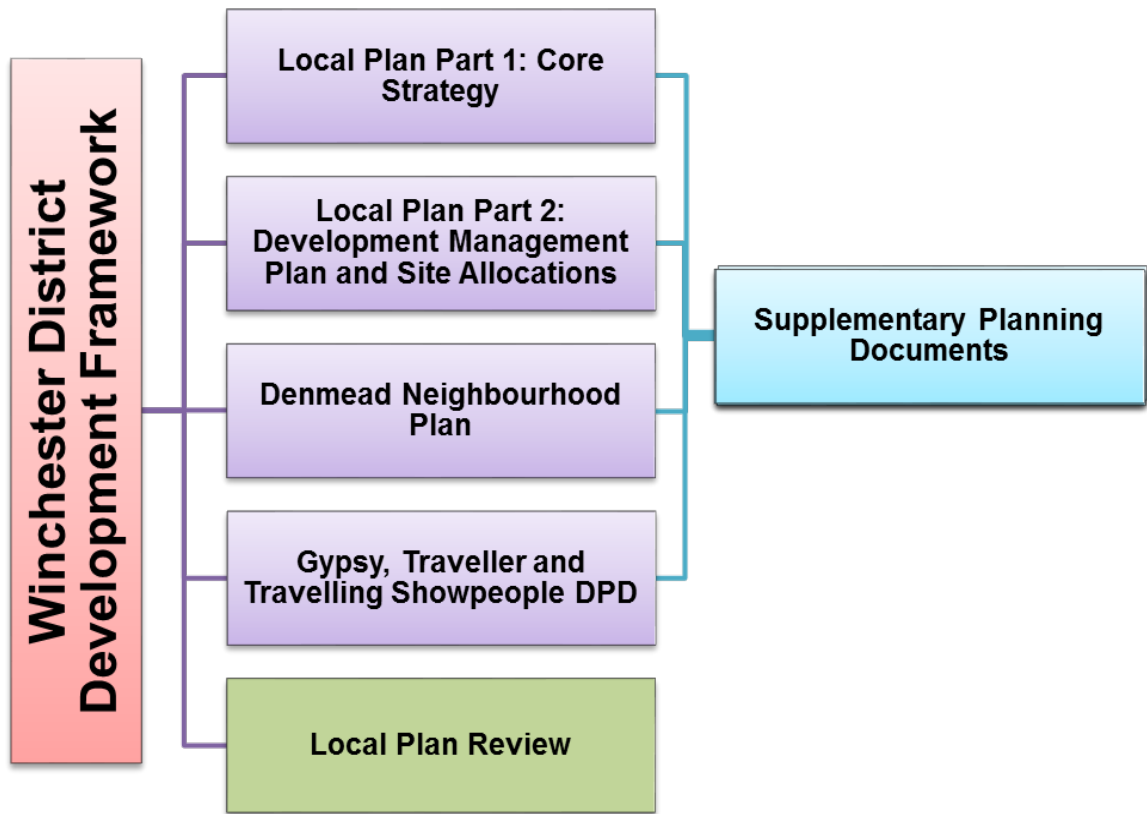 Winchester District
Development Framework
Local Plan Part 1: Core
Strategy
Local Plan Part 2:
Development Management
Plan and Site Allocations
Denmead Neighbourhood
Plan
Gypsy, Traveller and
Travelling Showpeople DPD
Local Plan Review
Supplementary Planning
Documents